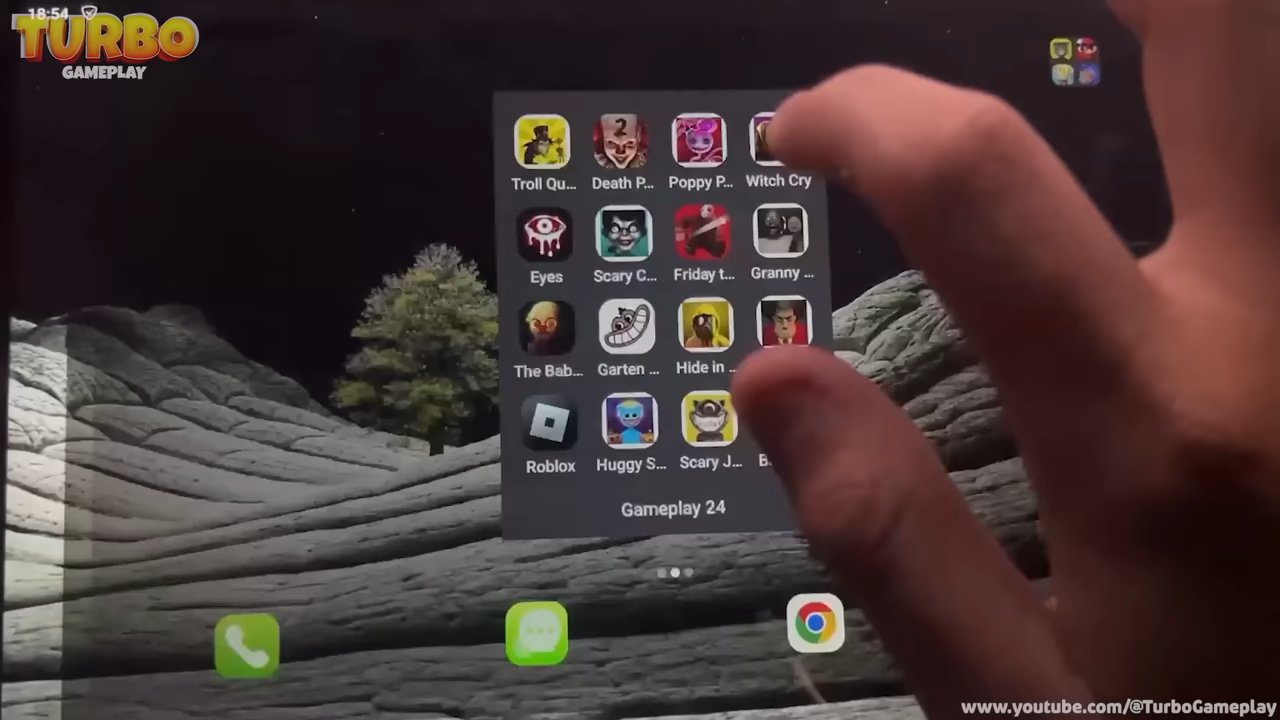 18:54
TURBO
GAMEPLAY
Troll Qu... Death P... Poppy P... Witch Cry
2
Eyes Scary C... Friday t... Granny ...
The Bab... Garten ... Hide in ...
Roblox Huggy S... Scary J...
Gameplay 24
www.youtube.com/@TurboGameplay